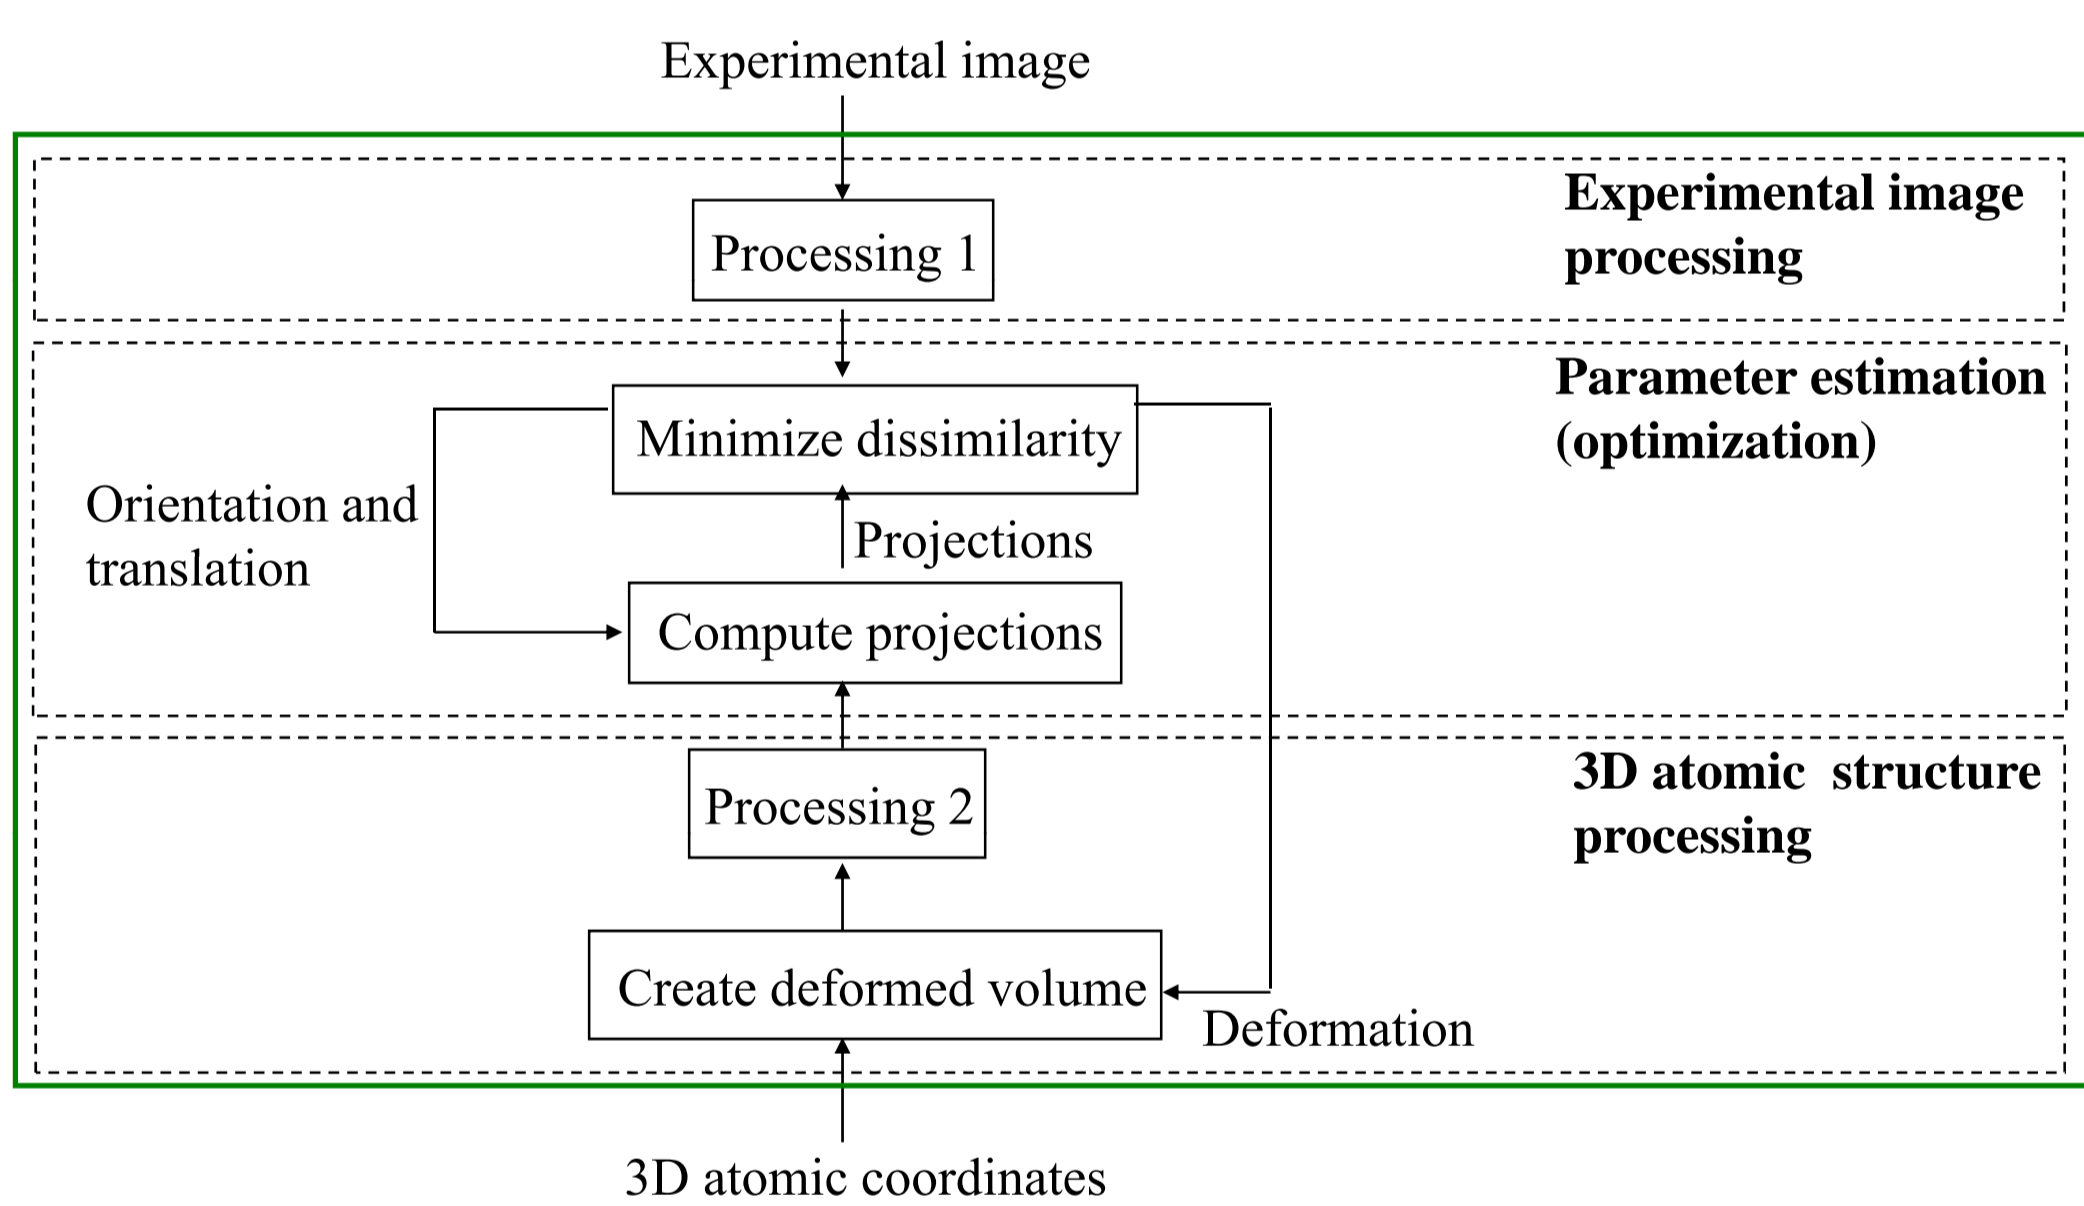 Experimental image
Experimental image
processing
Processing 1
Parameter estimation
(optimization)
Minimize dissimilarity
Orientation and
translation
Projections
Compute projections
3D atomic structure
processing
Processing 2
Create deformed volume
Deformation
3D atomic coordinates